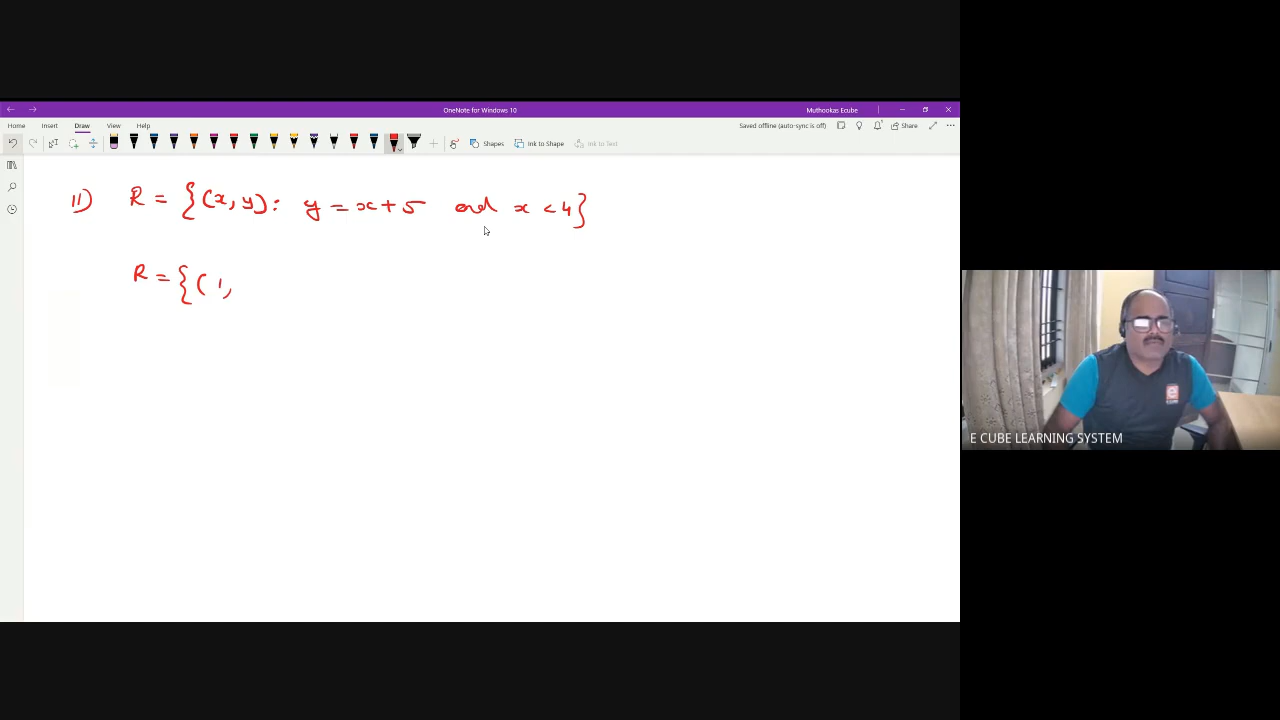 OneNote for Windows 10
Muthookas Ecube
Home Insert Draw View Help
Saved offline (auto-sync is off)
Share
Shapes
Ink to Shape
Ink to Text
11) R = {(x, y): y = x + 5 and x < 4}
R = {( 1,
E CUBE LEARNING SYSTEM